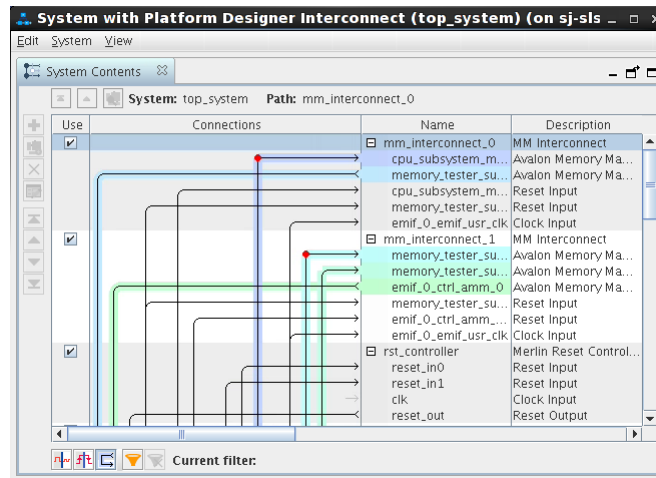 System with Platform Designer Interconnect (top_system) (on sj-sls
Edit System View
System Contents
System: top_system Path: mm_interconnect_0
Use Connections Name Description
mm_interconnect_0 MM Interconnect
cpu_subsystem_m... Avalon Memory Ma...
memory_tester_su... Avalon Memory Ma...
cpu_subsystem_m... Reset Input
memory_tester_su... Reset Input
emif_0_emif_usr_clk Clock Input
mm_interconnect_1 MM Interconnect
memory_tester_su... Avalon Memory Ma...
memory_tester_su... Avalon Memory Ma...
emif_0_ctrl_amm_0 Avalon Memory Ma...
memory_tester_su... Reset Input
emif_0_ctrl_amm_... Reset Input
emif_0_emif_usr_clk Clock Input
rst_controller Merlin Reset Control...
reset_in0 Reset Input
reset_in1 Reset Input
clk Clock Input
reset_out Reset Output
Current filter: